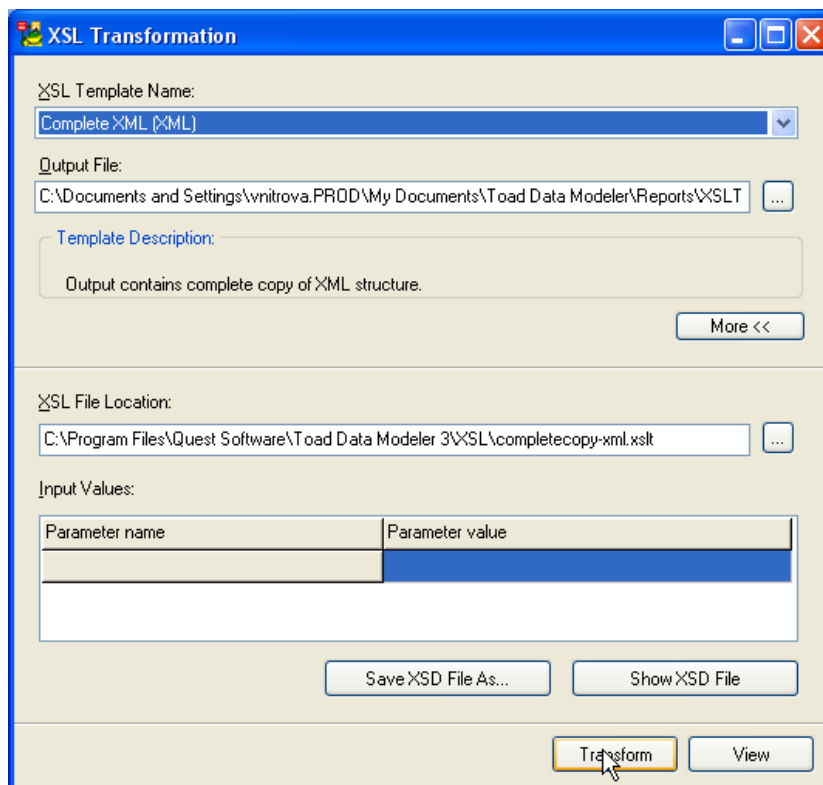 XSL Transformation
XSL Template Name:
Complete XML (XML)
Output File:
C:\Documents and Settings\vnitrova.PROD\My Documents\Toad Data Modeler\Reports\XSLT
...
Template Description:
Output contains complete copy of XML structure.
More <<
XSL File Location:
C:\Program Files\Quest Software\Toad Data Modeler 3\XSL\completecopy-xml.xslt
...
Input Values:
Parameter name Parameter value
Save XSD File As... Show XSD File
Transform View